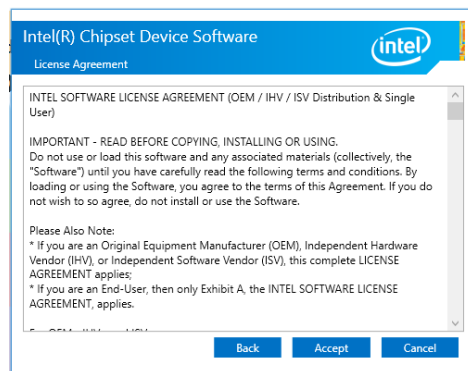 Intel(R) Chipset Device Software
intel
License Agreement
INTEL SOFTWARE LICENSE AGREEMENT (OEM / IHV / ISV Distribution & Single
User)
IMPORTANT - READ BEFORE COPYING, INSTALLING OR USING.
Do not use or load this software and any associated materials (collectively, the
"Software") until you have carefully read the following terms and conditions. By
loading or using the Software, you agree to the terms of this Agreement. If you do
not wish to so agree, do not install or use the Software.
Please Also Note:
* If you are an Original Equipment Manufacturer (OEM), Independent Hardware
Vendor (IHV), or Independent Software Vendor (ISV), this complete LICENSE
AGREEMENT applies;
* If you are an End-User, then only Exhibit A, the INTEL SOFTWARE LICENSE
AGREEMENT, applies.
Back Accept Cancel